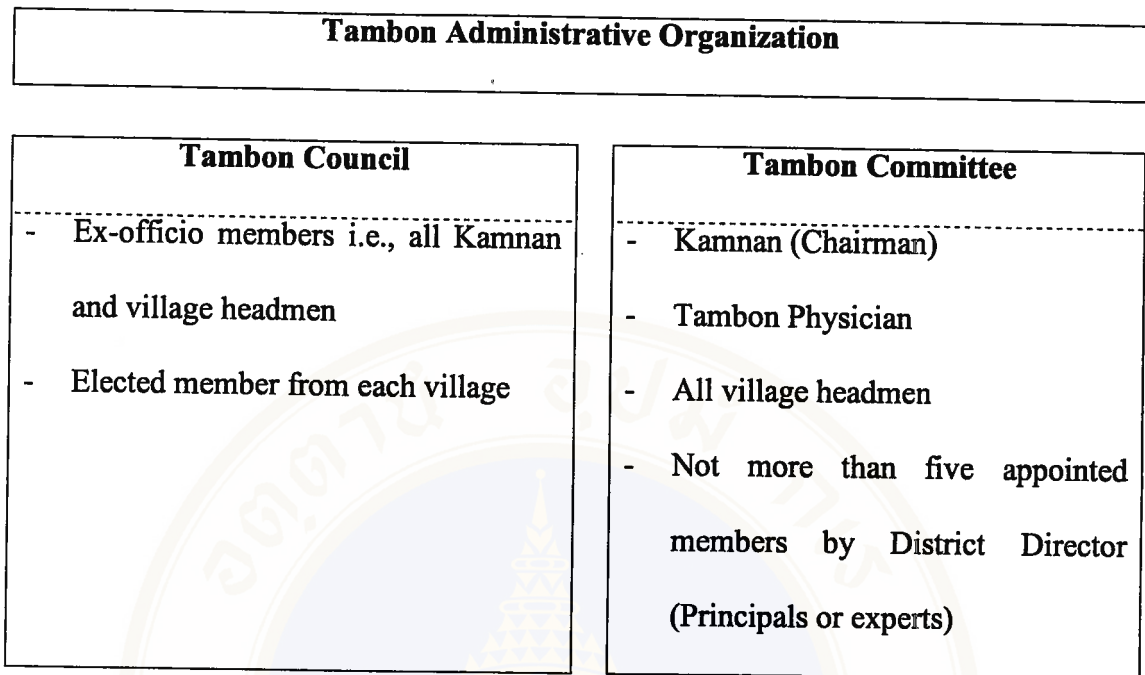 Tambon Administrative Organization
Tambon Council
- Ex-officio members i.e., all Kamnan
and village headmen
- Elected member from each village
Tambon Committee
- Kamnan (Chairman)
- Tambon Physician
- All village headmen
- Not more than five appointed
members by District Director
(Principals or experts)